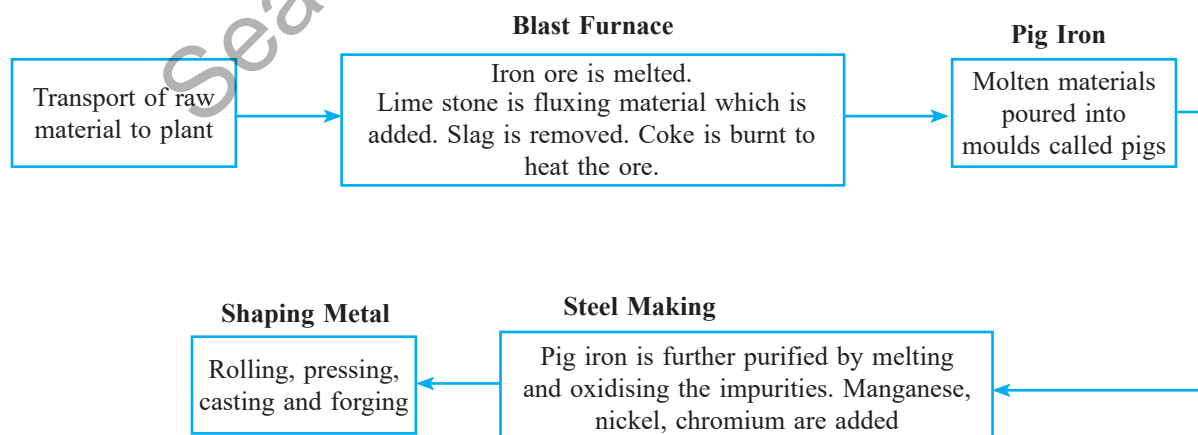 Blast Furnace
Pig Iron
Transport of raw
material to plant
Iron ore is melted.
Lime stone is fluxing material which is
added. Slag is removed. Coke is burnt to
heat the ore.
Molten materials
poured into
moulds called pigs
Shaping Metal
Steel Making
Rolling, pressing,
casting and forging
Pig iron is further purified by melting
and oxidising the impurities. Manganese,
nickel, chromium are added